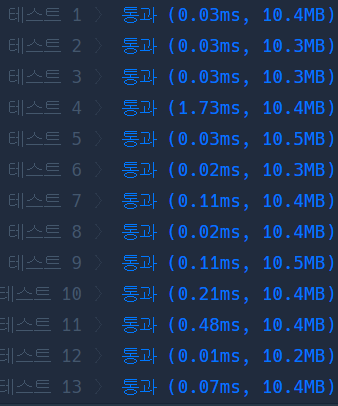 테스트 1 〉 통과 (0.03ms, 10.4MB)
테스트 2 〉 통과 (0.03ms, 10.3MB)
테스트 3 〉 통과 (0.03ms, 10.3MB)
테스트 4 〉 통과 (1.73ms, 10.4MB)
테스트 5 〉 통과 (0.03ms, 10.5MB)
테스트 6 〉 통과 (0.02ms, 10.3MB)
테스트 7 〉 통과 (0.11ms, 10.4MB)
테스트 8 〉 통과 (0.02ms, 10.4MB)
테스트 9 〉 통과 (0.11ms, 10.5MB)
테스트 10 〉 통과 (0.21ms, 10.4MB)
테스트 11 〉 통과 (0.48ms, 10.4MB)
테스트 12 〉 통과 (0.01ms, 10.2MB)
테스트 13 〉 통과 (0.07ms, 10.4MB)